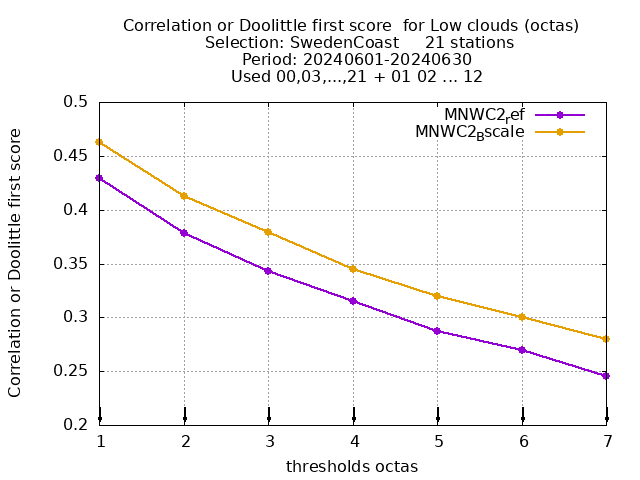 Correlation or Doolittle first score  for Low clouds (octas)
Selection: SwedenCoast     21 stations
Period: 20240601-20240630
Used 00,03,...,21 + 01 02 ... 12
0.5
0.45
0.4
0.35
0.3
0.25
0.2
Correlation or Doolittle first score
MNWC2ref
MNWC2Bscale
1 2 3 4 5 6 7
thresholds octas